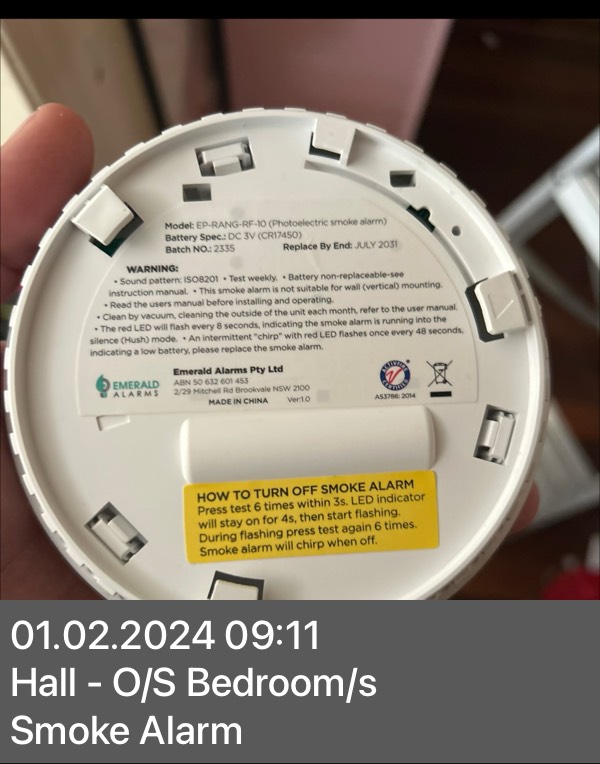 Model: EP-RANG-RF-10 (Photoelectric smoke alarm)
Battery Spec.: DC 3V (CR17450)
Batch NO.: 2335 Replace By End: JULY 2031
WARNING:
• Sound pattern: ISO8201 • Test weekly. • Battery non-replaceable-see
instruction manual. • This smoke alarm is not suitable for wall (vertical) mounting.
• Read the users manual before installing and operating.
• Clean by vacuum, cleaning the outside of the unit each month, refer to the user manual.
• The red LED will flash every 8 seconds, indicating the smoke alarm is running into the
silence (Hush) mode. • An intermittent "chirp" with red LED flashes once every 48 seconds,
indicating a low battery, please replace the smoke alarm.
EMERALD
ALARMS
Emerald Alarms Pty Ltd
ABN 50 632 601 453
2/29 Mitchell Rd Brookvale NSW 2100
MADE IN CHINA Ver1.0
ACTIVFIRE
CERTIFIED
AS3786: 2014
HOW TO TURN OFF SMOKE ALARM
Press test 6 times within 3s. LED indicator
will stay on for 4s, then start flashing.
During flashing press test again 6 times.
Smoke alarm will chirp when off.
01.02.2024 09:11
Hall - O/S Bedroom/s
Smoke Alarm